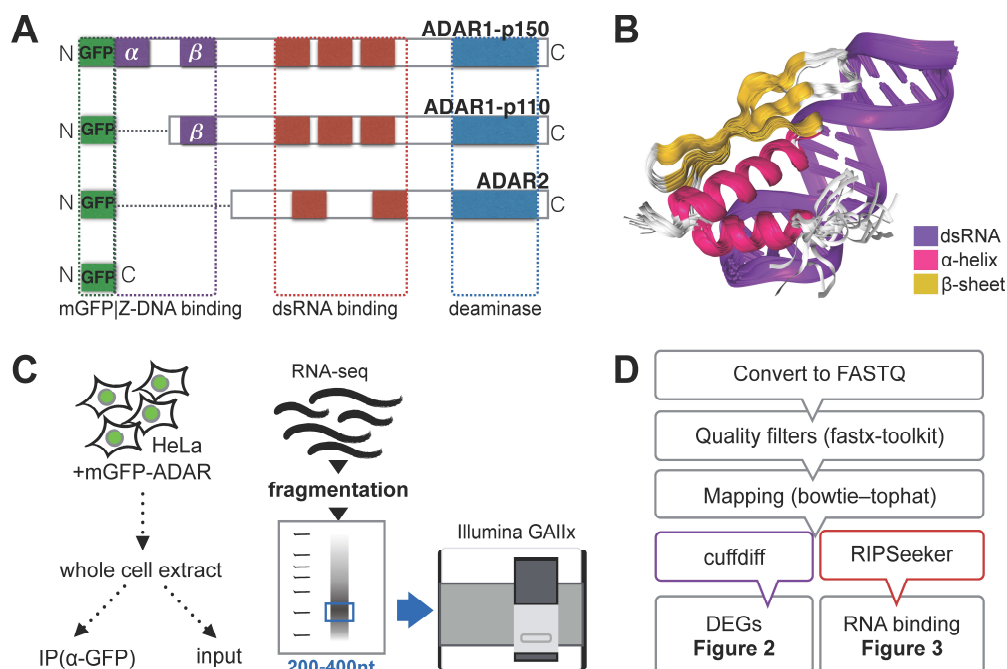 A
ADAR1-p150
N GFP α β C
ADAR1-p110
N GFP β C
ADAR2
N GFP C
N GFP C
mGFP|Z-DNA binding
dsRNA binding
deaminase
B
dsRNA
α-helix
β-sheet
C
HeLa
+mGFP-ADAR
whole cell extract
IP(α-GFP)
input
RNA-seq
fragmentation
200-400nt
Illumina GAIIx
D
Convert to FASTQ
Quality filters (fastx-toolkit)
Mapping (bowtie–tophat)
cuffdiff
RIPSeeker
DEGs
Figure 2
RNA binding
Figure 3